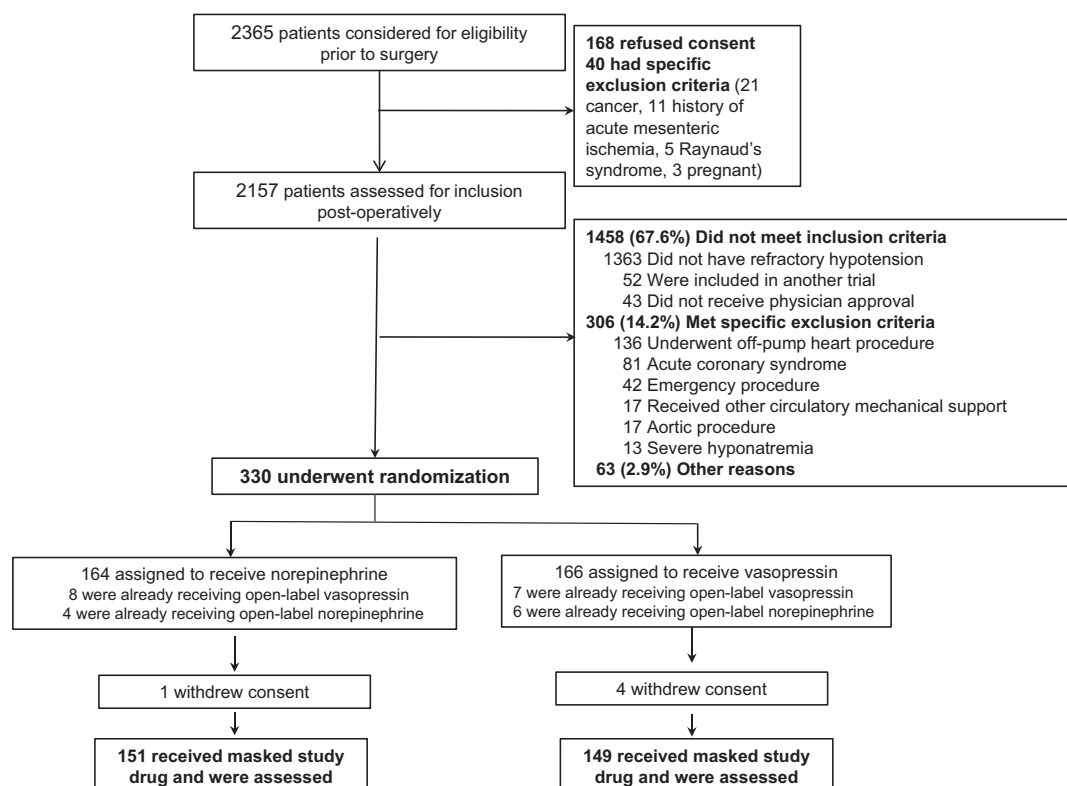 2365 patients considered for eligibility
prior to surgery
168 refused consent
40 had specific
exclusion criteria (21
cancer, 11 history of
acute mesenteric
ischemia, 5 Raynaud's
syndrome, 3 pregnant)
2157 patients assessed for inclusion
post-operatively
1458 (67.6%) Did not meet inclusion criteria
1363 Did not have refractory hypotension
52 Were included in another trial
43 Did not receive physician approval
306 (14.2%) Met specific exclusion criteria
136 Underwent off-pump heart procedure
81 Acute coronary syndrome
42 Emergency procedure
17 Received other circulatory mechanical support
17 Aortic procedure
13 Severe hyponatremia
63 (2.9%) Other reasons
330 underwent randomization
164 assigned to receive norepinephrine
8 were already receiving open-label vasopressin
4 were already receiving open-label norepinephrine
166 assigned to receive vasopressin
7 were already receiving open-label vasopressin
6 were already receiving open-label norepinephrine
1 withdrew consent
4 withdrew consent
151 received masked study
drug and were assessed
149 received masked study
drug and were assessed